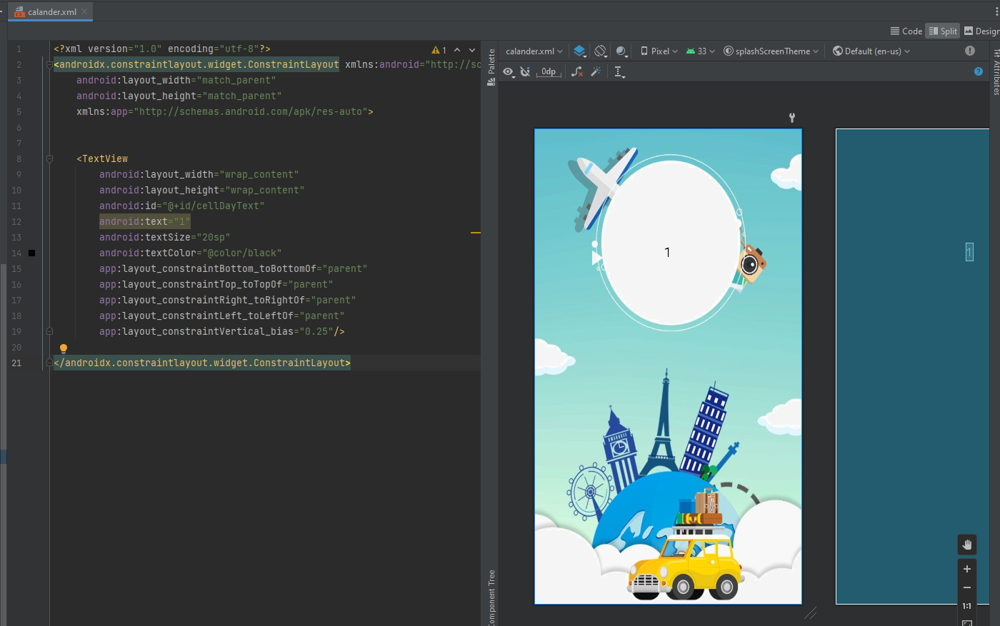 calander.xml
Code
Split
Design
1 <?xml version="1.0" encoding="utf-8"?>
1
2 <androidx.constraintlayout.widget.ConstraintLayout xmlns:android="http://sc
3 android:layout_width="match_parent"
4 android:layout_height="match_parent"
5 xmlns:app="http://schemas.android.com/apk/res-auto">
6
7
8 <TextView
9 android:layout_width="wrap_content"
10 android:layout_height="wrap_content"
11 android:id="@+id/cellDayText"
12 android:text="1"
13 android:textSize="20sp"
14 android:textColor="@color/black"
15 app:layout_constraintBottom_toBottomOf="parent"
16 app:layout_constraintTop_toTopOf="parent"
17 app:layout_constraintRight_toRightOf="parent"
18 app:layout_constraintLeft_toLeftOf="parent"
19 app:layout_constraintVertical_bias="0.25"/>
20
21 </androidx.constraintlayout.widget.ConstraintLayout>
Palette
calander.xml
Pixel
33
splashScreenTheme
Default (en-us)
0dp
Attributes
1
1
Component Tree
1:1